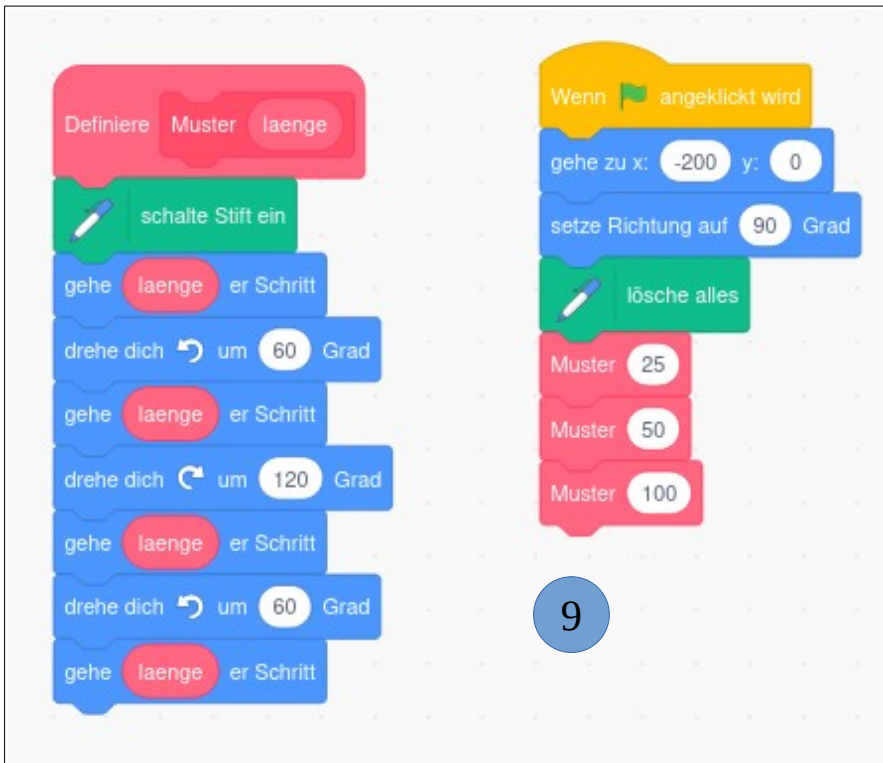 Definiere Muster laenge
schalte Stift ein
gehe laenge er Schritt
drehe dich um 60 Grad
gehe laenge er Schritt
drehe dich um 120 Grad
gehe laenge er Schritt
drehe dich um 60 Grad
gehe laenge er Schritt
Wenn angeklickt wird
gehe zu x: -200 y: 0
setze Richtung auf 90 Grad
lösche alles
Muster 25
Muster 50
Muster 100
9